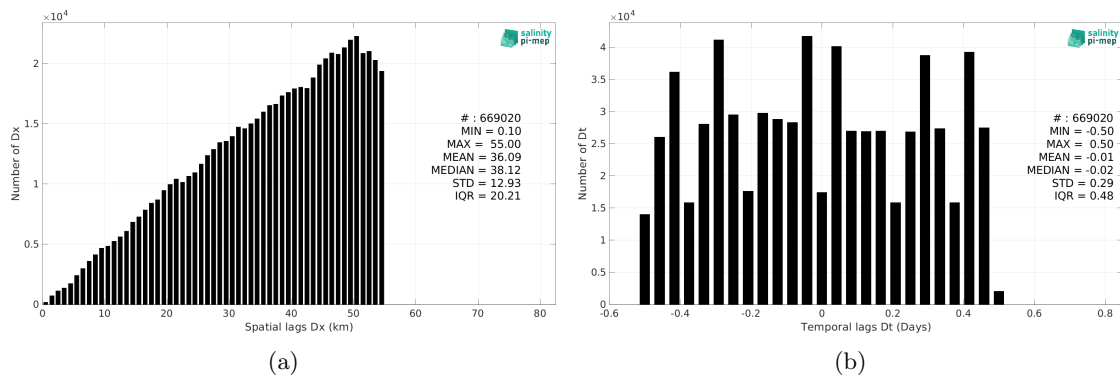 ×10⁴
2
1.5
1
0.5
0
Number of Dx
salinity
pi-mep
# : 669020
MIN = 0.10
MAX = 55.00
MEAN = 36.09
MEDIAN = 38.12
STD = 12.93
IQR = 20.21
0 10 20 30 40 50 60 70 80
Spatial lags Dx (km)
(a)
×10⁴
4
3.5
3
2.5
2
1.5
1
0.5
0
Number of Dt
salinity
pi-mep
# : 669020
MIN = -0.50
MAX = 0.50
MEAN = -0.01
MEDIAN = -0.02
STD = 0.29
IQR = 0.48
-0.6 -0.4 -0.2 0 0.2 0.4 0.6 0.8
Temporal lags Dt (Days)
(b)